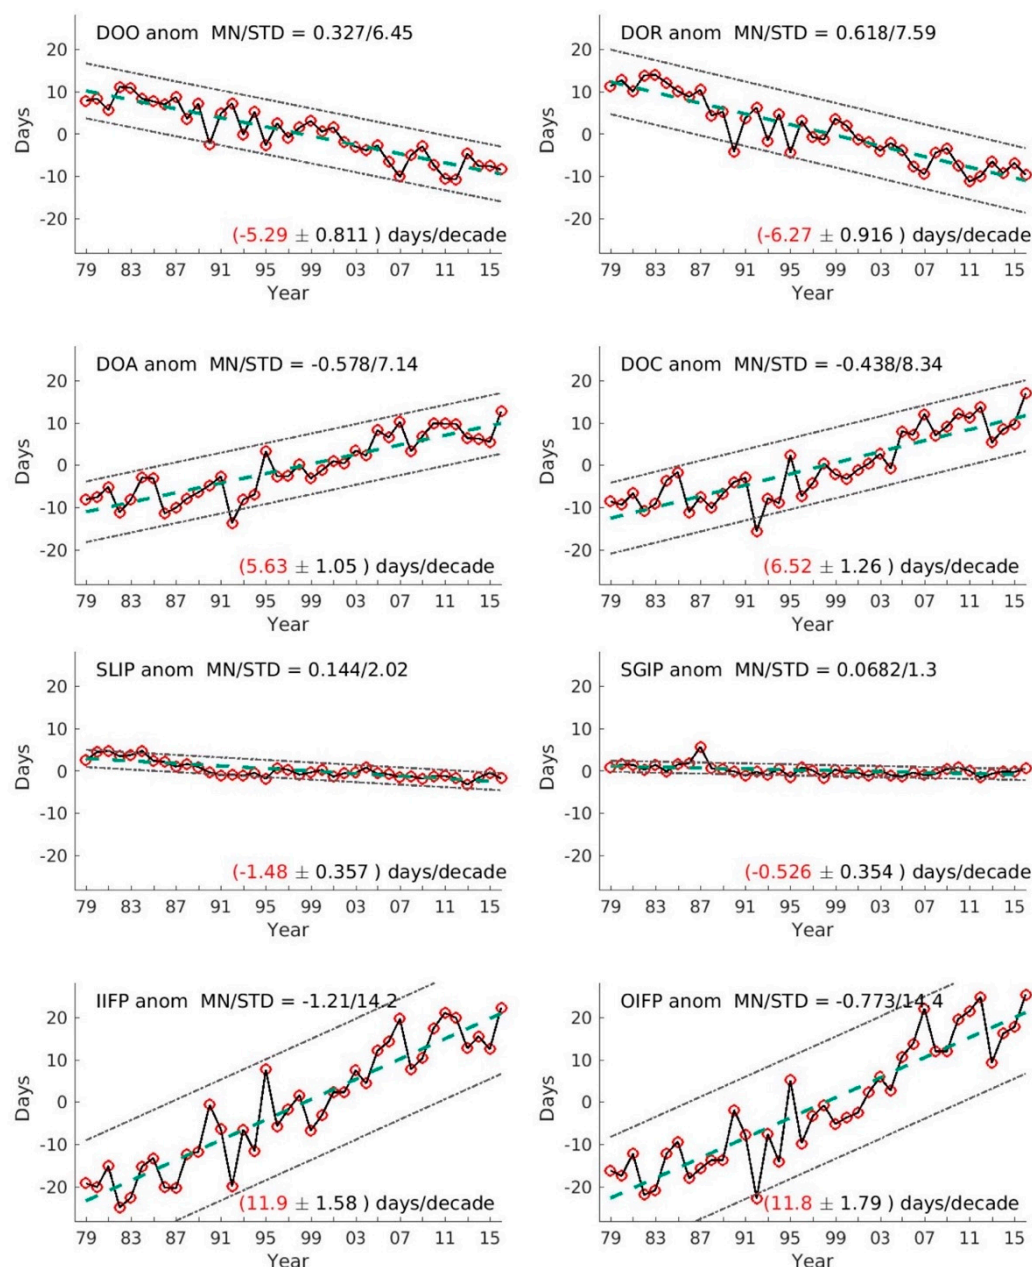 DOO anom MN/STD = 0.327/6.45
20
10
0
-10
-20
Days
(-5.29 ± 0.811 ) days/decade
79 83 87 91 95 99 03 07 11 15
Year
DOR anom MN/STD = 0.618/7.59
20
10
0
-10
-20
Days
(-6.27 ± 0.916 ) days/decade
79 83 87 91 95 99 03 07 11 15
Year
DOA anom MN/STD = -0.578/7.14
20
10
0
-10
-20
Days
(5.63 ± 1.05 ) days/decade
79 83 87 91 95 99 03 07 11 15
Year
DOC anom MN/STD = -0.438/8.34
20
10
0
-10
-20
Days
(6.52 ± 1.26 ) days/decade
79 83 87 91 95 99 03 07 11 15
Year
SLIP anom MN/STD = 0.144/2.02
20
10
0
-10
-20
Days
(-1.48 ± 0.357 ) days/decade
79 83 87 91 95 99 03 07 11 15
Year
SGIP anom MN/STD = 0.0682/1.3
20
10
0
-10
-20
Days
(-0.526 ± 0.354 ) days/decade
79 83 87 91 95 99 03 07 11 15
Year
IIFP anom MN/STD = -1.21/14.2
20
10
0
-10
-20
Days
(11.9 ± 1.58 ) days/decade
79 83 87 91 95 99 03 07 11 15
Year
OIFP anom MN/STD = -0.773/14.4
20
10
0
-10
-20
Days
(11.8 ± 1.79 ) days/decade
79 83 87 91 95 99 03 07 11 15
Year